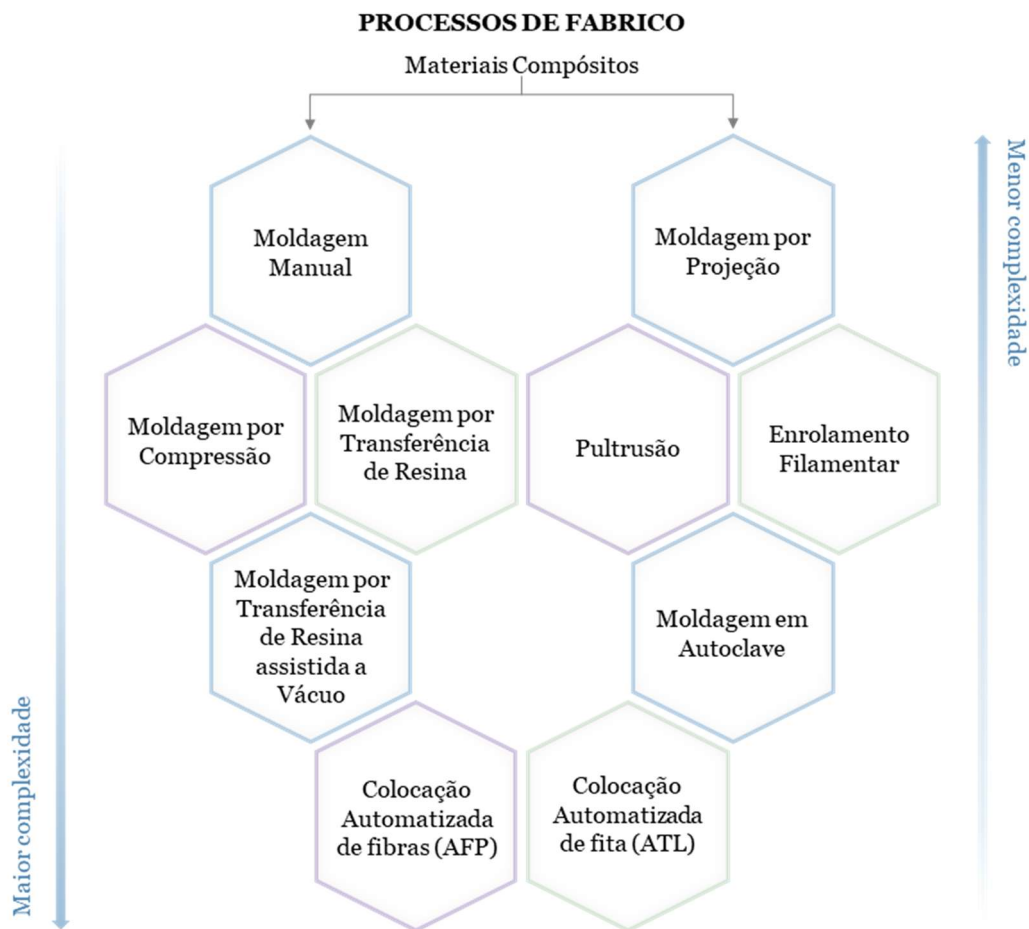 PROCESSOS DE FABRICO
Materiais Compósitos
Menor complexidade
Moldagem
Manual
Moldagem por
Projeção
Moldagem por
Compressão
Moldagem por
Transferência
de Resina
Pultrusão
Enrolamento
Filamentar
Moldagem por
Transferência
de Resina
assistida a
Vácuo
Moldagem em
Autoclave
Maior complexidade
Colocação
Automatizada
de fibras (AFP)
Colocação
Automatizada
de fita (ATL)